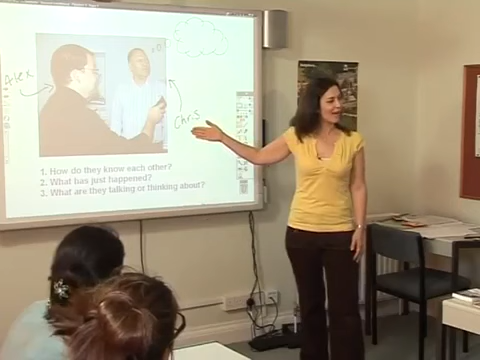 Alex
Chris
1. How do they know each other?
2. What has just happened?
3. What are they talking or thinking about?